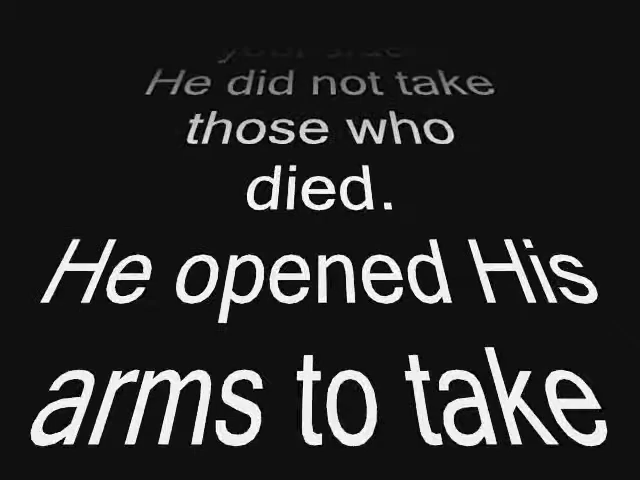 He did not take
those who
died.
He opened His
arms to take